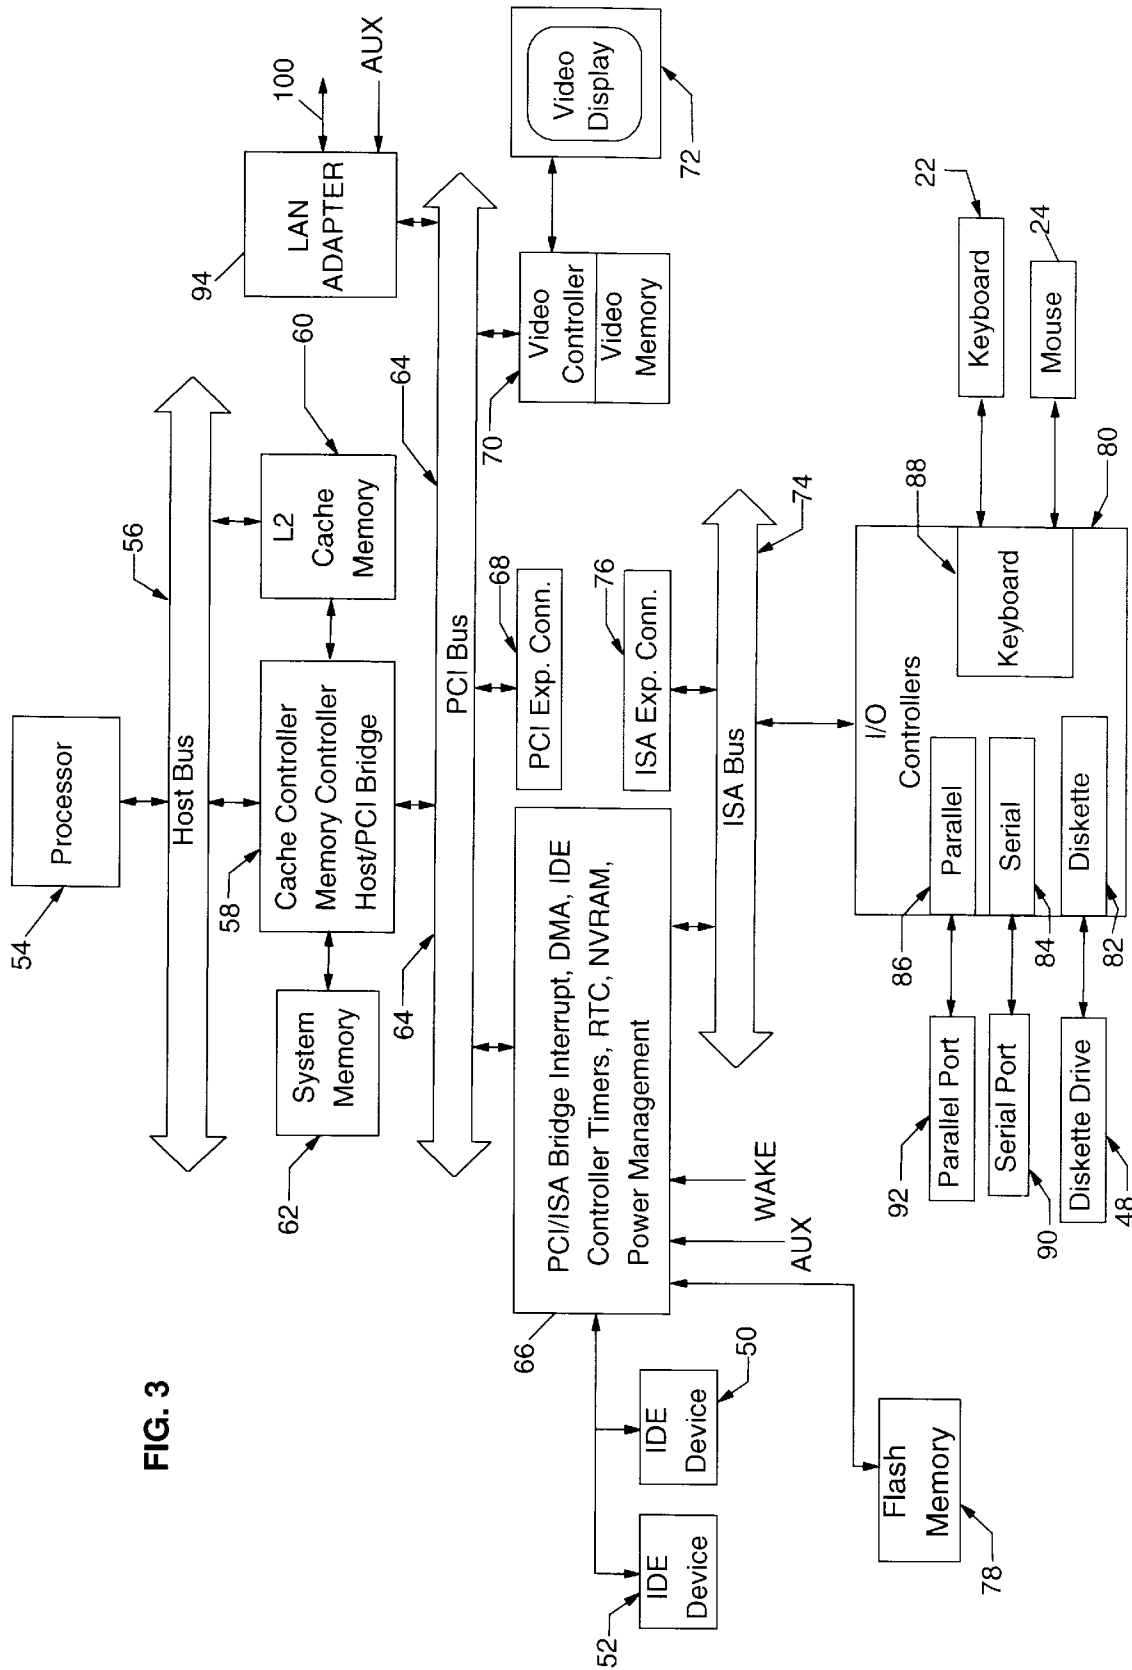 FIG. 3
54
Processor
56
Host Bus
58
Cache Controller
Memory Controller
Host/PCI Bridge
60
L2
Cache
Memory
62
System
Memory
94
LAN
ADAPTER
100
AUX
64
64
PCI Bus
66
PCI/ISA Bridge Interrupt, DMA, IDE
Controller Timers, RTC, NVRAM,
Power Management
68
PCI Exp. Conn.
70
Video
Controller
Video
Memory
Video
Display
72
52
IDE
Device
IDE
Device
50
AUX
WAKE
76
ISA Exp. Conn.
74
ISA Bus
Flash
Memory
78
I/O
Controllers
80
86
Parallel
84
Serial
82
Diskette
88
Keyboard
92
Parallel Port
90
Serial Port
48
Diskette Drive
22
Keyboard
24
Mouse